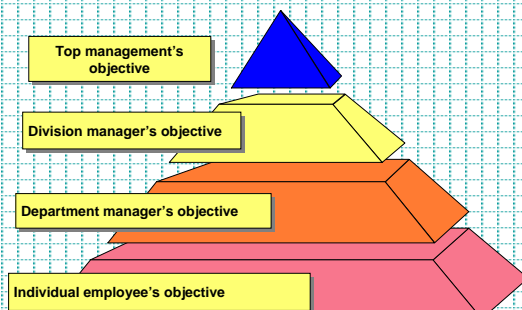 Top management's
objective
Division manager's objective
Department manager's objective
Individual employee's objective